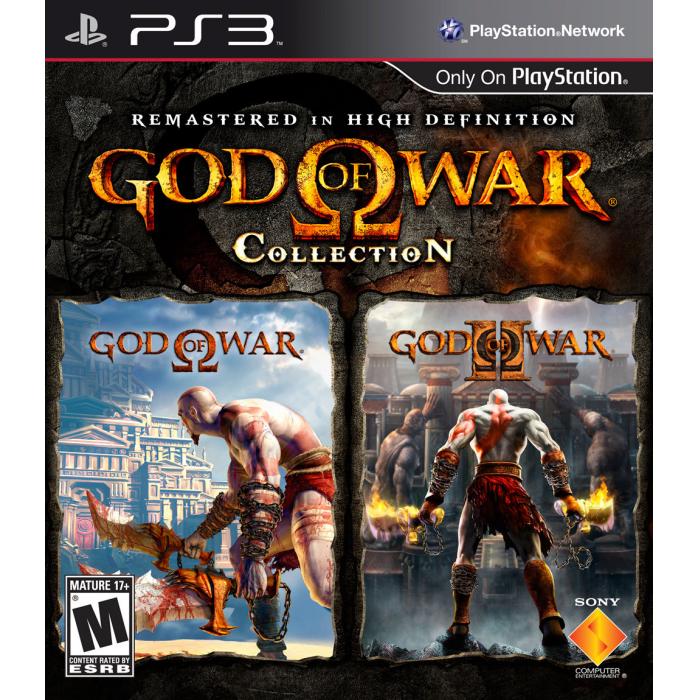 PS3™
PlayStation®Network
Only On PlayStation®
REMASTERED IN HIGH DEFINITION
GOD OF WAR®
COLLECTION
GOD OF WAR
GOD OF WAR
II
MATURE 17+
M®
CONTENT RATED BY
ESRB
SONY
COMPUTER
ENTERTAINMENT®